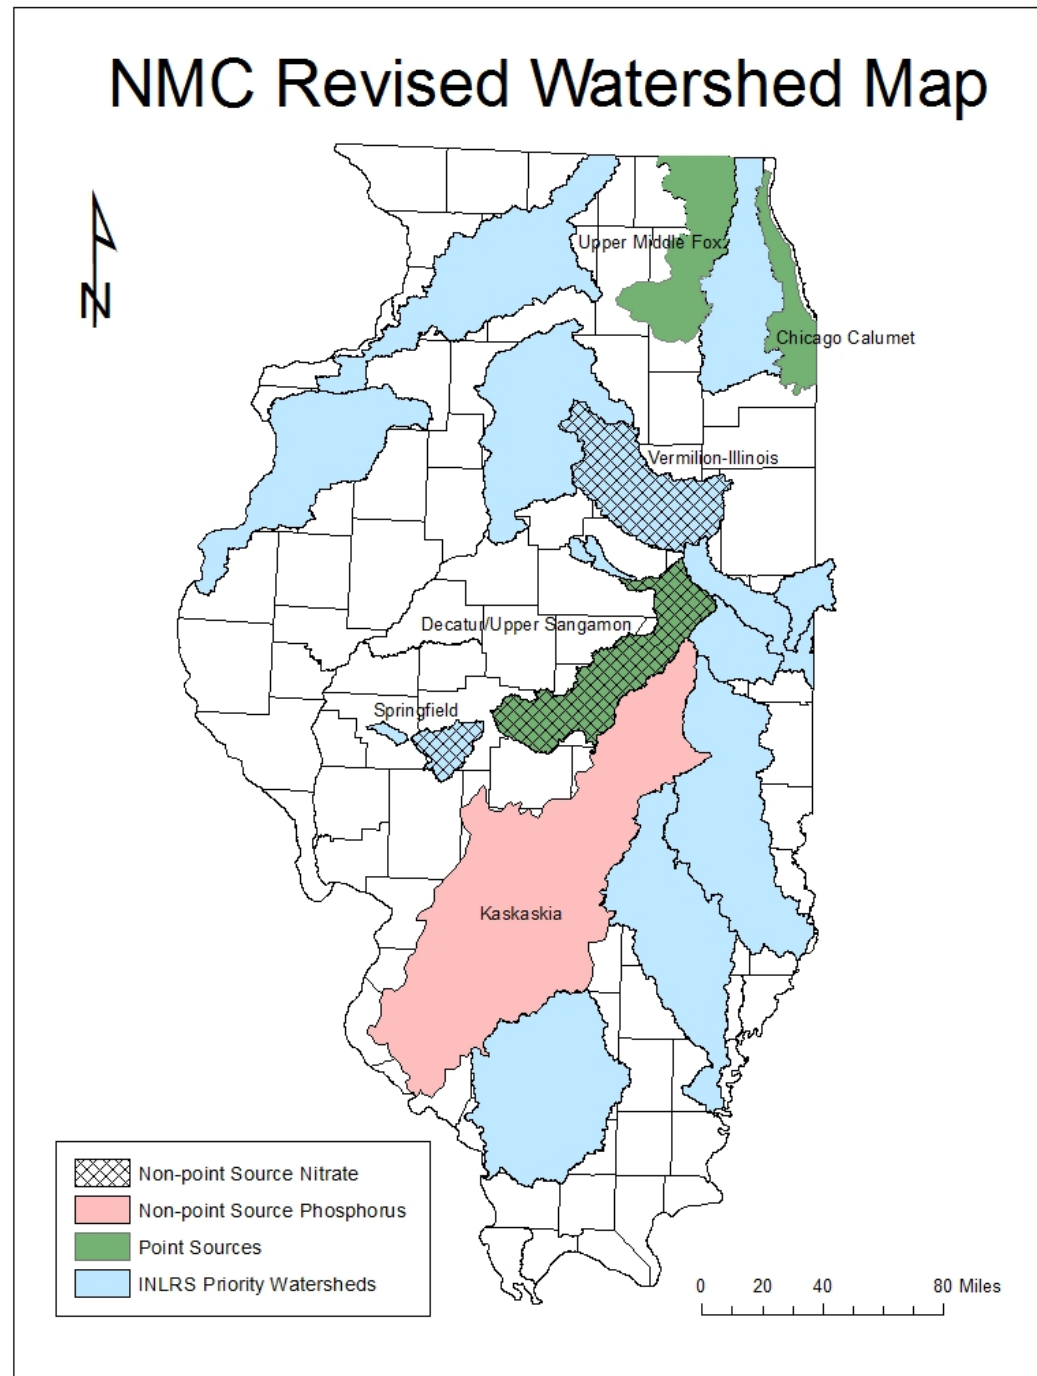 NMC Revised Watershed Map
N
Upper Middle Fox
Chicago Calumet
Vermilion-Illinois
Decatur/Upper Sangamon
Springfield
Kaskaskia
Non-point Source Nitrate
Non-point Source Phosphorus
Point Sources
INLRS Priority Watersheds
0 20 40 80 Miles